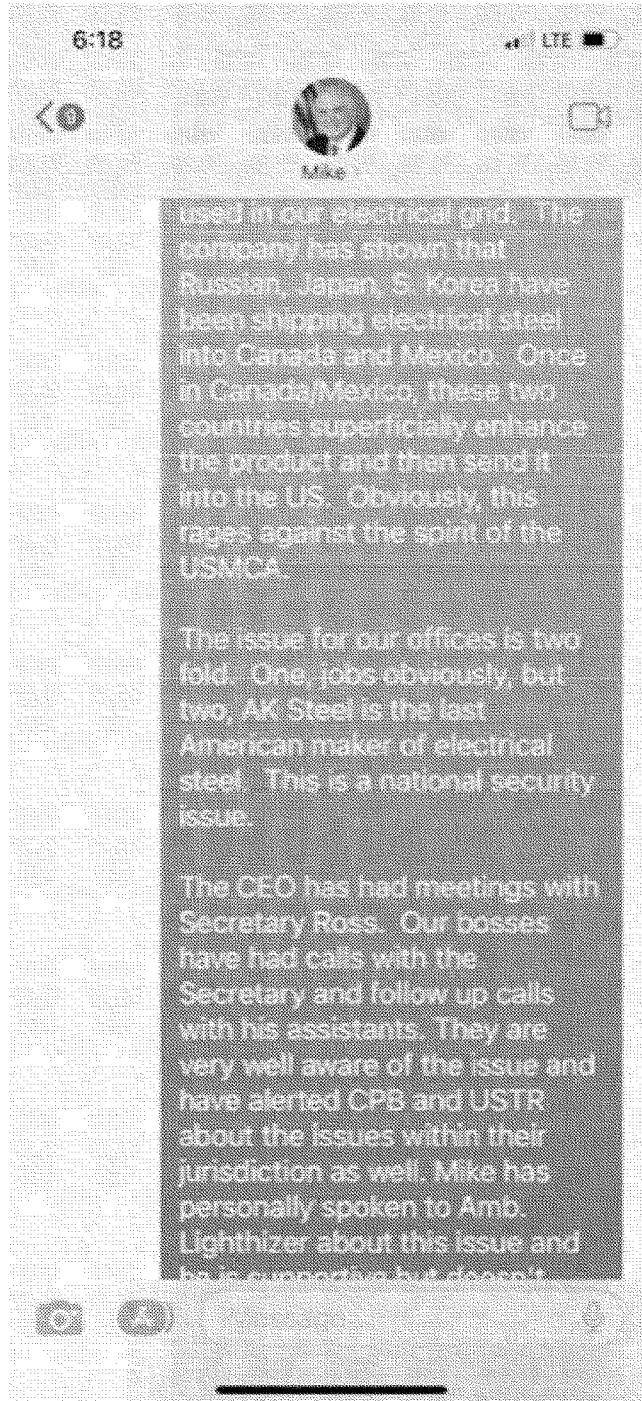 6:18
LTE
Mike
used in our electrical grid. The
company has shown that
Russian, Japan, S. Korea have
been shipping electrical steel
into Canada and Mexico. Once
in Canada/Mexico, these two
countries superficially enhance
the product and then send it
into the US. Obviously, this
rages against the spirit of the
USMCA.
The issue for our offices is two
fold. One, jobs obviously, but
two, AK Steel is the last
American maker of electrical
steel. This is a national security
issue.
The CEO has had meetings with
Secretary Ross. Our bosses
have had calls with the
Secretary and follow up calls
with his assistants. They are
very well aware of the issue and
have alerted CPB and USTR
about the issues within their
jurisdiction as well. Mike has
personally spoken to Amb.
Lighthizer about this issue and
he is supportive but doesn't